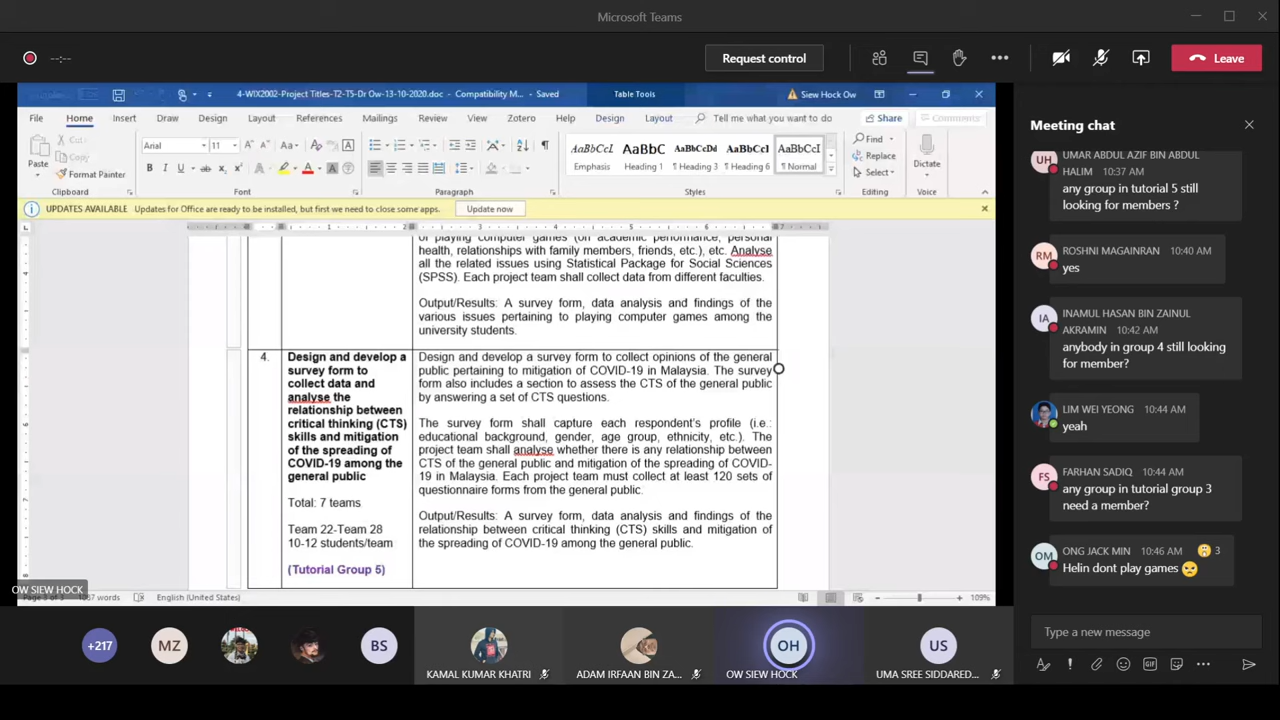 Microsoft Teams
--:--
Request control
Leave
4-WIX2002-Project Titles-T2-T5-Dr Ow-13-10-2020.doc - Compatibility M... - Saved
Table Tools
Siew Hock Ow
File Home Insert Draw Design Layout References Mailings Review View Zotero Help Design Layout Tell me what you want to do Share Comments
Paste
Cut
Copy
Format Painter
Clipboard
Arial 11
Font
Paragraph
AaBbCcL AaBbC AaBbCcDd AaBbCcI AaBbCcI
Emphasis Heading 1 ¶ Heading 3 ¶ Heading 6 ¶ Normal
Styles
Find
Replace
Select
Editing
Dictate
Voice
UPDATES AVAILABLE Updates for Office are ready to be installed, but first we need to close some apps. Update now
of playing computer games (on academic performance, personal
health, relationships with family members, friends, etc.), etc. Analyse
all the related issues using Statistical Package for Social Sciences
(SPSS). Each project team shall collect data from different faculties.
Output/Results: A survey form, data analysis and findings of the
various issues pertaining to playing computer games among the
university students.
4.
Design and develop a
survey form to
collect data and
analyse the
relationship between
critical thinking (CTS)
skills and mitigation
of the spreading of
COVID-19 among the
general public
Total: 7 teams
Team 22-Team 28
10-12 students/team
(Tutorial Group 5)
Design and develop a survey form to collect opinions of the general
public pertaining to mitigation of COVID-19 in Malaysia. The survey
form also includes a section to assess the CTS of the general public
by answering a set of CTS questions.
The survey form shall capture each respondent's profile (i.e.:
educational background, gender, age group, ethnicity, etc.). The
project team shall analyse whether there is any relationship between
CTS of the general public and mitigation of the spreading of COVID-
19 in Malaysia. Each project team must collect at least 120 sets of
questionnaire forms from the general public.
Output/Results: A survey form, data analysis and findings of the
relationship between critical thinking (CTS) skills and mitigation of
the spreading of COVID-19 among the general public.
OW SIEW HOCK
English (United States)
109%
Meeting chat
UH
UMAR ABDUL AZIF BIN ABDUL
HALIM 10:37 AM
any group in tutorial 5 still
looking for members ?
RM
ROSHNI MAGAINRAN 10:40 AM
yes
IA
INAMUL HASAN BIN ZAINUL
AKRAMIN 10:42 AM
anybody in group 4 still looking
for member?
LIM WEI YEONG 10:44 AM
yeah
FS
FARHAN SADIQ 10:44 AM
any group in tutorial group 3
need a member?
OM
ONG JACK MIN 10:46 AM 3
Helin dont play games
Type a new message
+217
MZ
BS
KAMAL KUMAR KHATRI
ADAM IRFAAN BIN ZA...
OH
OW SIEW HOCK
US
UMA SREE SIDDARED...